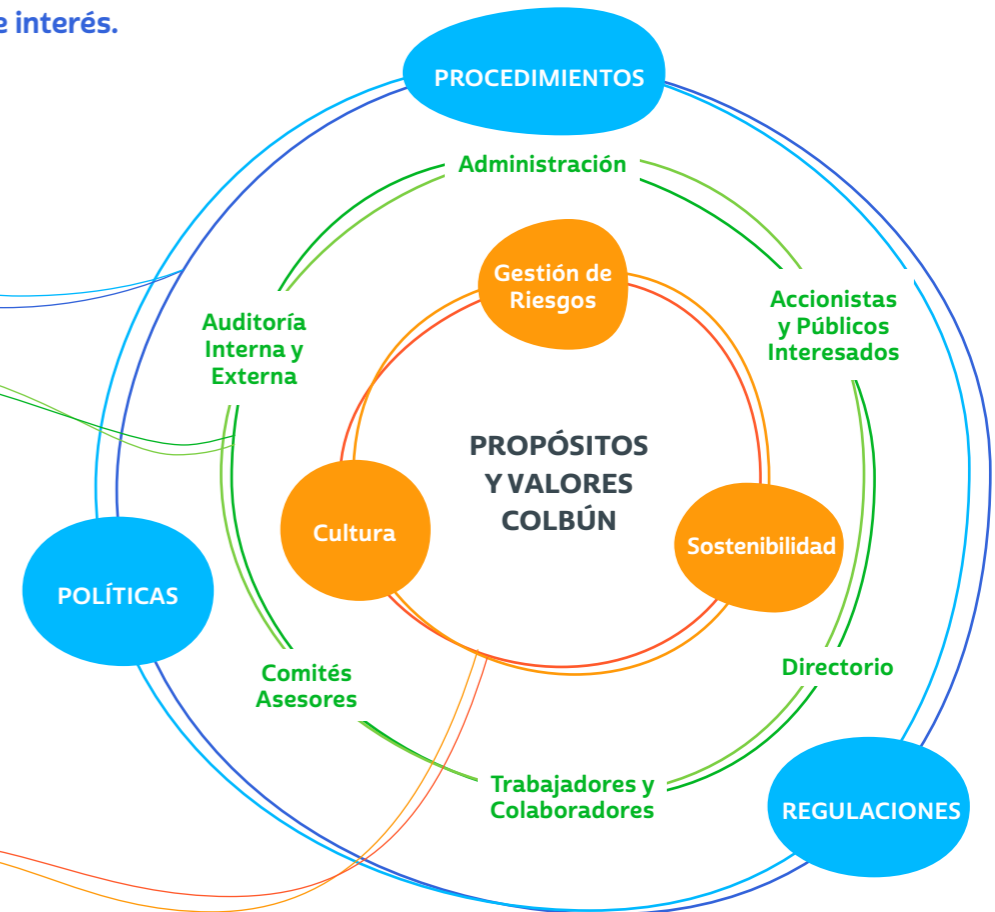 e interés.
PROCEDIMIENTOS
Administración
Gestión de
Riesgos
Accionistas
y Públicos
Interesados
Auditoría
Interna y
Externa
PROPÓSITOS
Y VALORES
COLBÚN
Cultura
Sostenibilidad
POLÍTICAS
Comités
Asesores
Directorio
Trabajadores y
Colaboradores
REGULACIONES